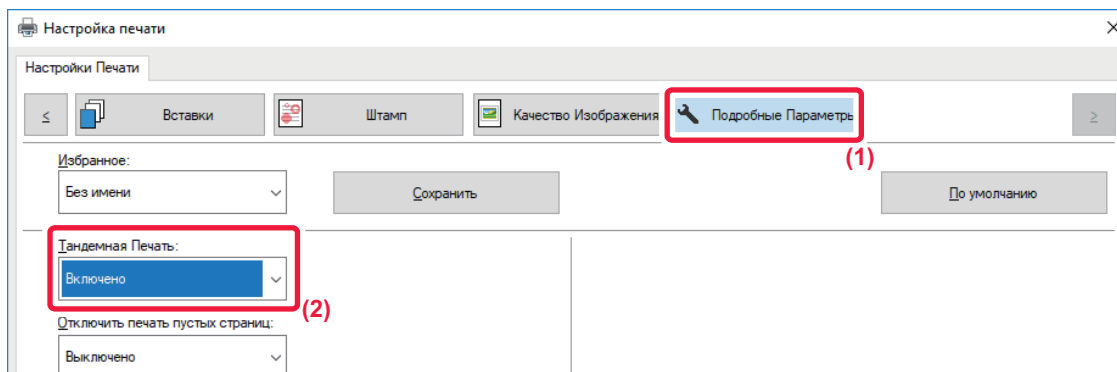 Настройка печати
Настройки Печати
< Вставки Штамп Качество Изображения Подробные Параметры >
(1)
Избранное:
Без имени Сохранить По умолчанию
Тандемная Печать:
Включено
(2)
Отключить печать пустых страниц:
Выключено